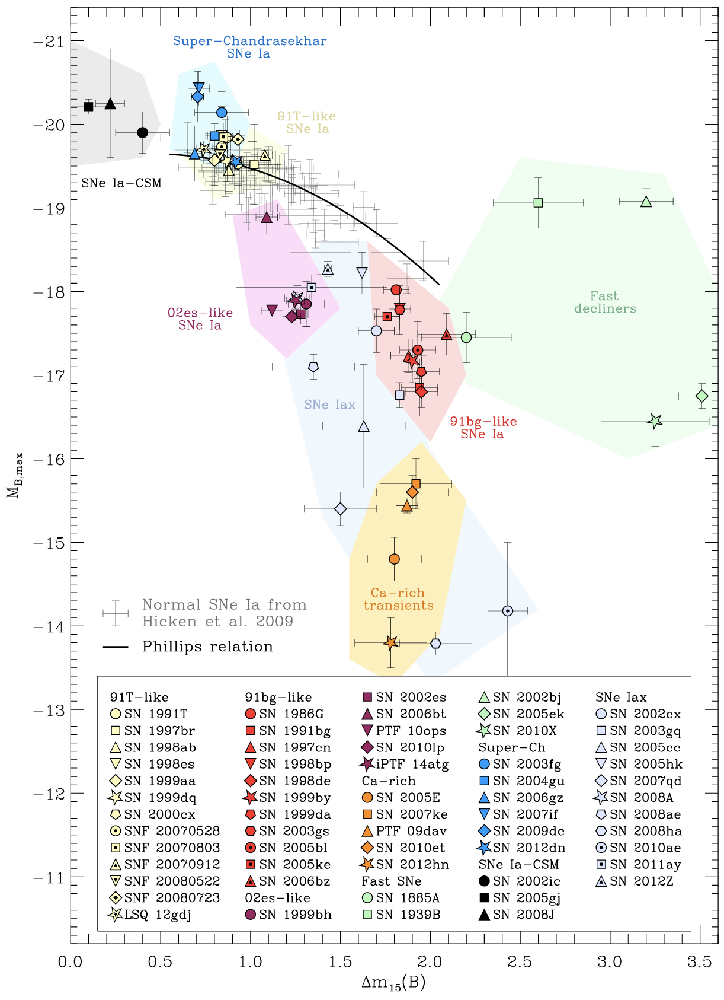 −21
−20
−19
−18
−17
−16
−15
−14
−13
−12
−11
M_B,max
Super−Chandrasekhar
SNe Ia
91T−like
SNe Ia
SNe Ia−CSM
02es−like
SNe Ia
Fast
decliners
SNe Iax
91bg−like
SNe Ia
Ca−rich
transients
Normal SNe Ia from
Hicken et al. 2009
Phillips relation
91T−like
SN 1991T
SN 1997br
SN 1998ab
SN 1998es
SN 1999aa
SN 1999dq
SN 2000cx
SNF 20070528
SNF 20070803
SNF 20070912
SNF 20080522
SNF 20080723
LSQ 12gdj
91bg−like
SN 1986G
SN 1991bg
SN 1997cn
SN 1998bp
SN 1998de
SN 1999by
SN 1999da
SN 2003gs
SN 2005bl
SN 2005ke
SN 2006bz
02es−like
SN 1999bh
SN 2002es
SN 2006bt
PTF 10ops
SN 2010lp
iPTF 14atg
Ca−rich
SN 2005E
SN 2007ke
PTF 09dav
SN 2010et
SN 2012hn
Fast SNe
SN 1885A
SN 1939B
SN 2002bj
SN 2005ek
SN 2010X
Super−Ch
SN 2003fg
SN 2004gu
SN 2006gz
SN 2007if
SN 2009dc
SN 2012dn
SNe Ia−CSM
SN 2002ic
SN 2005gj
SN 2008J
SNe Iax
SN 2002cx
SN 2003gq
SN 2005cc
SN 2005hk
SN 2007qd
SN 2008A
SN 2008ae
SN 2008ha
SN 2010ae
SN 2011ay
SN 2012Z
0.0 0.5 1.0 1.5 2.0 2.5 3.0 3.5
Δm₁₅(B)